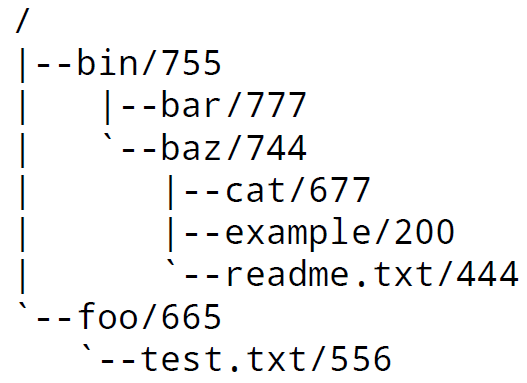 /
|--bin/755
|   |--bar/777
|   `--baz/744
|      |--cat/677
|      |--example/200
|      `--readme.txt/444
`--foo/665
   `--test.txt/556